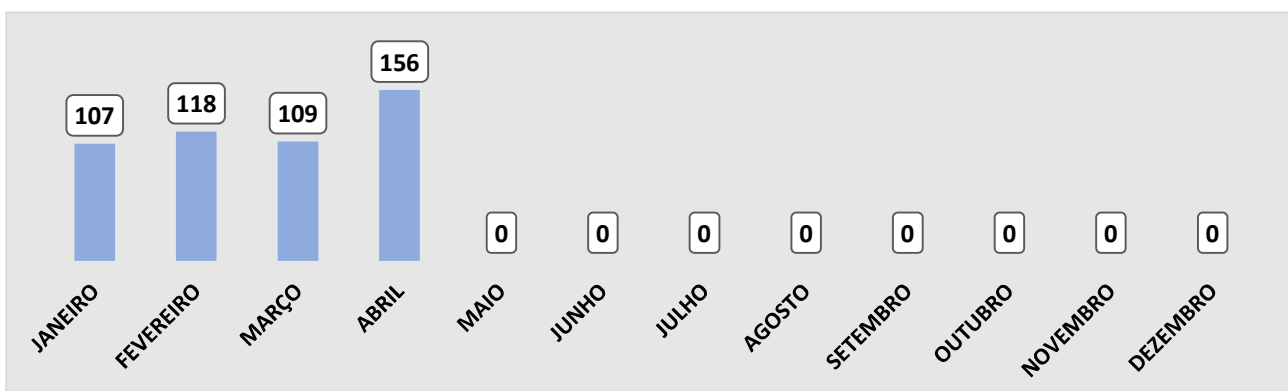 156
118
109
107
0 0 0 0 0 0 0 0
JANEIRO FEVEREIRO MARÇO ABRIL MAIO JUNHO JULHO AGOSTO SETEMBRO OUTUBRO NOVEMBRO DEZEMBRO